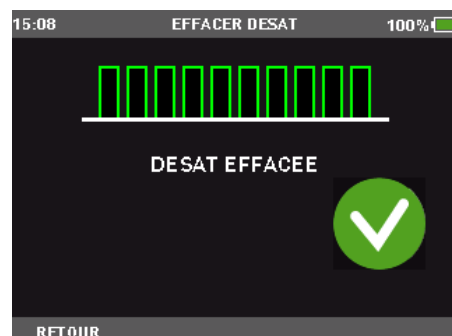 15:08 EFFACER DESAT 100%
DESAT EFFACEE
RETOUR